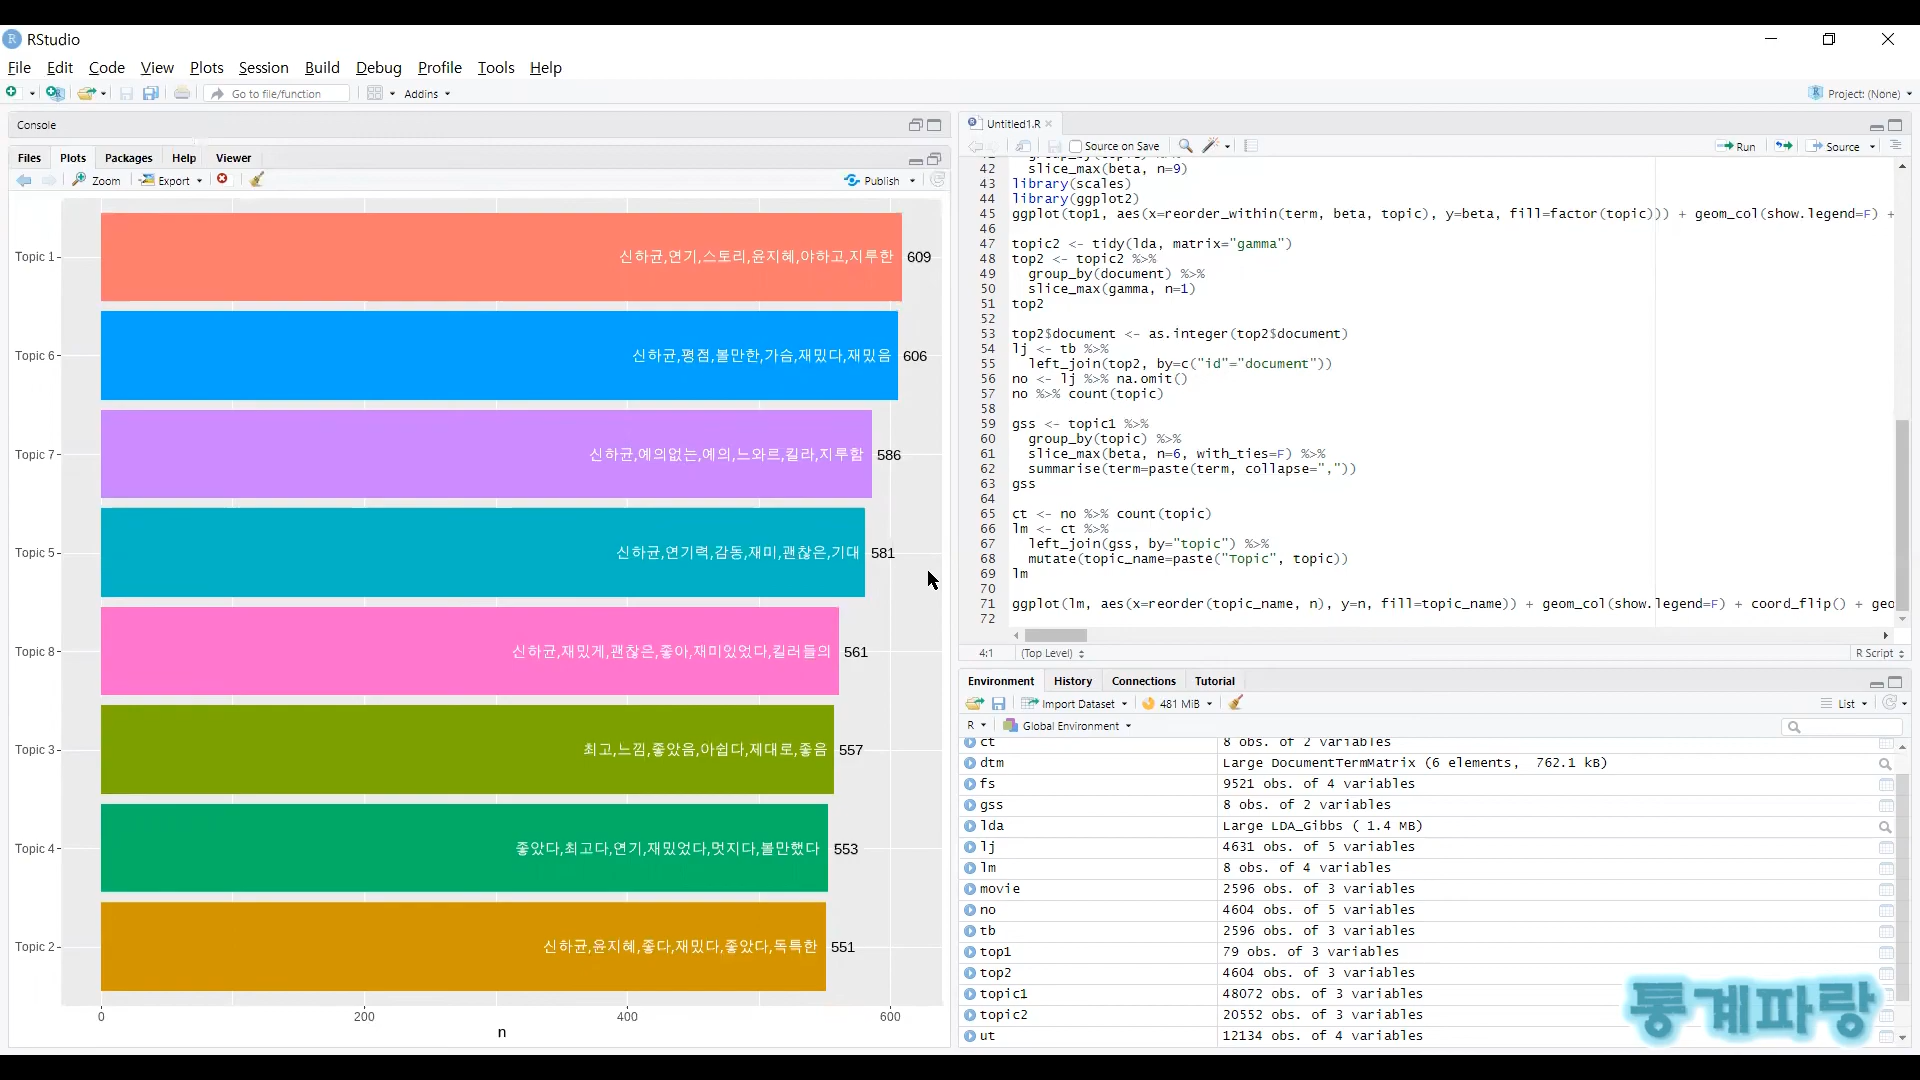 RStudio
File Edit Code View Plots Session Build Debug Profile Tools Help
Go to file/function Addins Project: (None)
Console
Files Plots Packages Help Viewer
Zoom Export Publish
Topic 1 신하균,연기,스토리,윤지혜,야하고,지루한 609
Topic 6 신하균,평점,볼만한,가슴,재밌다,재밌음 606
Topic 7 신하균,예의없는,예의,느와르,킬라,지루함 586
Topic 5 신하균,연기력,감동,재미,괜찮은,기대 581
Topic 8 신하균,재밌게,괜찮은,좋아,재미있었다,킬러들의 561
Topic 3 최고,느낌,좋았음,아쉽다,제대로,좋음 557
Topic 4 좋았다,최고다,연기,재밌었다,멋지다,볼만했다 553
Topic 2 신하균,윤지혜,좋다,재밌다,좋았다,독특한 551
0 200 400 600
n
Untitled1.R
Source on Save Run Source
42 slice_max(beta, n=9)
43 library(scales)
44 library(ggplot2)
45 ggplot(top1, aes(x=reorder_within(term, beta, topic), y=beta, fill=factor(topic))) + geom_col(show.legend=F) +
46
47 topic2 <- tidy(lda, matrix="gamma")
48 top2 <- topic2 %>%
49 group_by(document) %>%
50 slice_max(gamma, n=1)
51 top2
52
53 top2$document <- as.integer(top2$document)
54 lj <- tb %>%
55 left_join(top2, by=c("id"="document"))
56 no <- lj %>% na.omit()
57 no %>% count(topic)
58
59 gss <- topic1 %>%
60 group_by(topic) %>%
61 slice_max(beta, n=6, with_ties=F) %>%
62 summarise(term=paste(term, collapse=","))
63 gss
64
65 ct <- no %>% count(topic)
66 lm <- ct %>%
67 left_join(gss, by="topic") %>%
68 mutate(topic_name=paste("Topic", topic))
69 lm
70
71 ggplot(lm, aes(x=reorder(topic_name, n), y=n, fill=topic_name)) + geom_col(show.legend=F) + coord_flip() + geo
72
4:1 (Top Level) R Script
Environment History Connections Tutorial
Import Dataset 481 MiB List
R Global Environment
ct 8 obs. of 2 variables
dtm Large DocumentTermMatrix (6 elements, 762.1 kB)
fs 9521 obs. of 4 variables
gss 8 obs. of 2 variables
lda Large LDA_Gibbs ( 1.4 MB)
lj 4631 obs. of 5 variables
lm 8 obs. of 4 variables
movie 2596 obs. of 3 variables
no 4604 obs. of 5 variables
tb 2596 obs. of 3 variables
top1 79 obs. of 3 variables
top2 4604 obs. of 3 variables
topic1 48072 obs. of 3 variables
topic2 20552 obs. of 3 variables
ut 12134 obs. of 4 variables
통계파랑